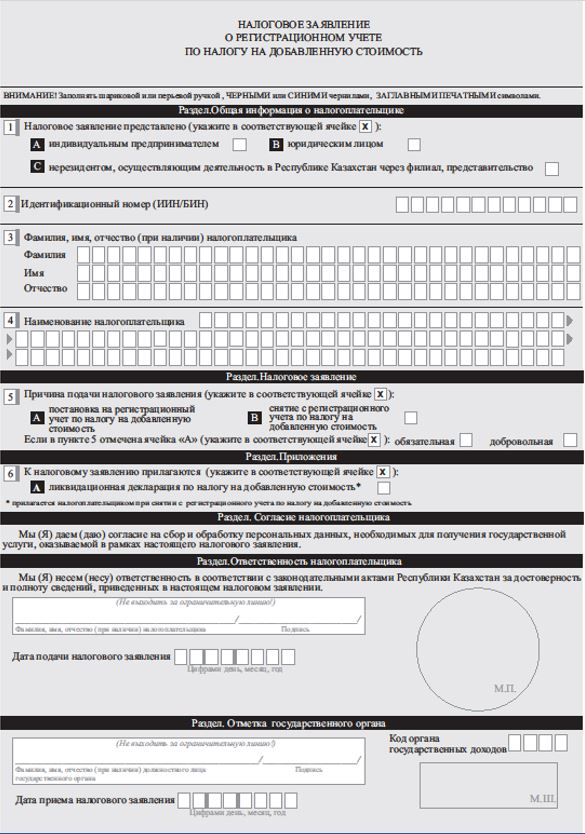 НАЛОГОВОЕ ЗАЯВЛЕНИЕ
О РЕГИСТРАЦИОННОМ УЧЕТЕ
ПО НАЛОГУ НА ДОБАВЛЕННУЮ СТОИМОСТЬ
ВНИМАНИЕ! Заполнять шариковой или перьевой ручкой , ЧЕРНЫМИ или СИНИМИ чернилами, ЗАГЛАВНЫМИ ПЕЧАТНЫМИ символами.
Раздел.Общая информация о налогоплательщике
1 Налоговое заявление представлено (укажите в соответствующей ячейке X ):
A индивидуальным предпринимателем B юридическим лицом
C нерезидентом, осуществляющим деятельность в Республике Казахстан через филиал, представительство
2 Идентификационный номер (ИИН/БИН)
3 Фамилия, имя, отчество (при наличии) налогоплательщика
Фамилия
Имя
Отчество
4 Наименование налогоплательщика
Раздел.Налоговое заявление
5 Причина подачи налогового заявления (укажите в соответствующей ячейке X ):
A постановка на регистрационный учет по налогу на добавленную стоимость B снятие с регистрационного учета по налогу на добавленную стоимость
Если в пункте 5 отмечена ячейка «А» (укажите в соответствующей ячейке X ): обязательная добровольная
Раздел.Приложения
6 К налоговому заявлению прилагаются (укажите в соответствующей ячейке X ):
A ликвидационная декларация по налогу на добавленную стоимость*
* прилагается налогоплательщиком при снятии с регистрационного учета по налогу на добавленную стоимость
Раздел. Согласие налогоплательщика
Мы (Я) даем (даю) согласие на сбор и обработку персональных данных, необходимых для получения государственной
услуги, оказываемой в рамках настоящего налогового заявления.
Раздел.Ответственность налогоплательщика
Мы (Я) несем (несу) ответственность в соответствии с законодательными актами Республики Казахстан за достоверность
и полноту сведений, приведенных в настоящем налоговом заявлении.
(Не выходить за ограничительную линию!)
Фамилия, имя, отчество (при наличии) налогоплательщика Подпись
Дата подачи налогового заявления
Цифрами день, месяц, год
М.П.
Раздел. Отметка государственного органа
(Не выходить за ограничительную линию!)
Фамилия, имя, отчество (при наличии) должностного лица
государственного органа
Подпись
Код органа
государственных доходов
Дата приема налогового заявления
Цифрами день, месяц, год
М.Ш.